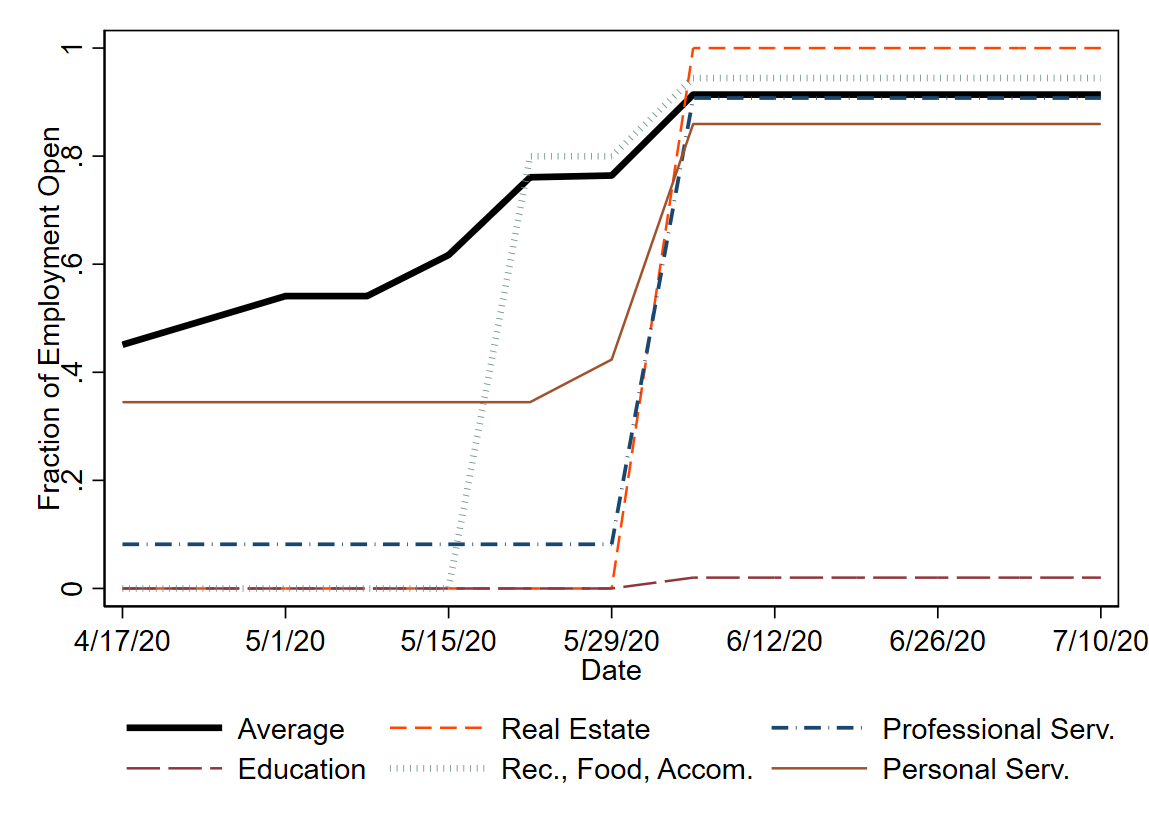 Fraction of Employment Open
1
.8
.6
.4
.2
0
4/17/20 5/1/20 5/15/20 5/29/20 6/12/20 6/26/20 7/10/20
Date
Average Real Estate Professional Serv.
Education Rec., Food, Accom. Personal Serv.